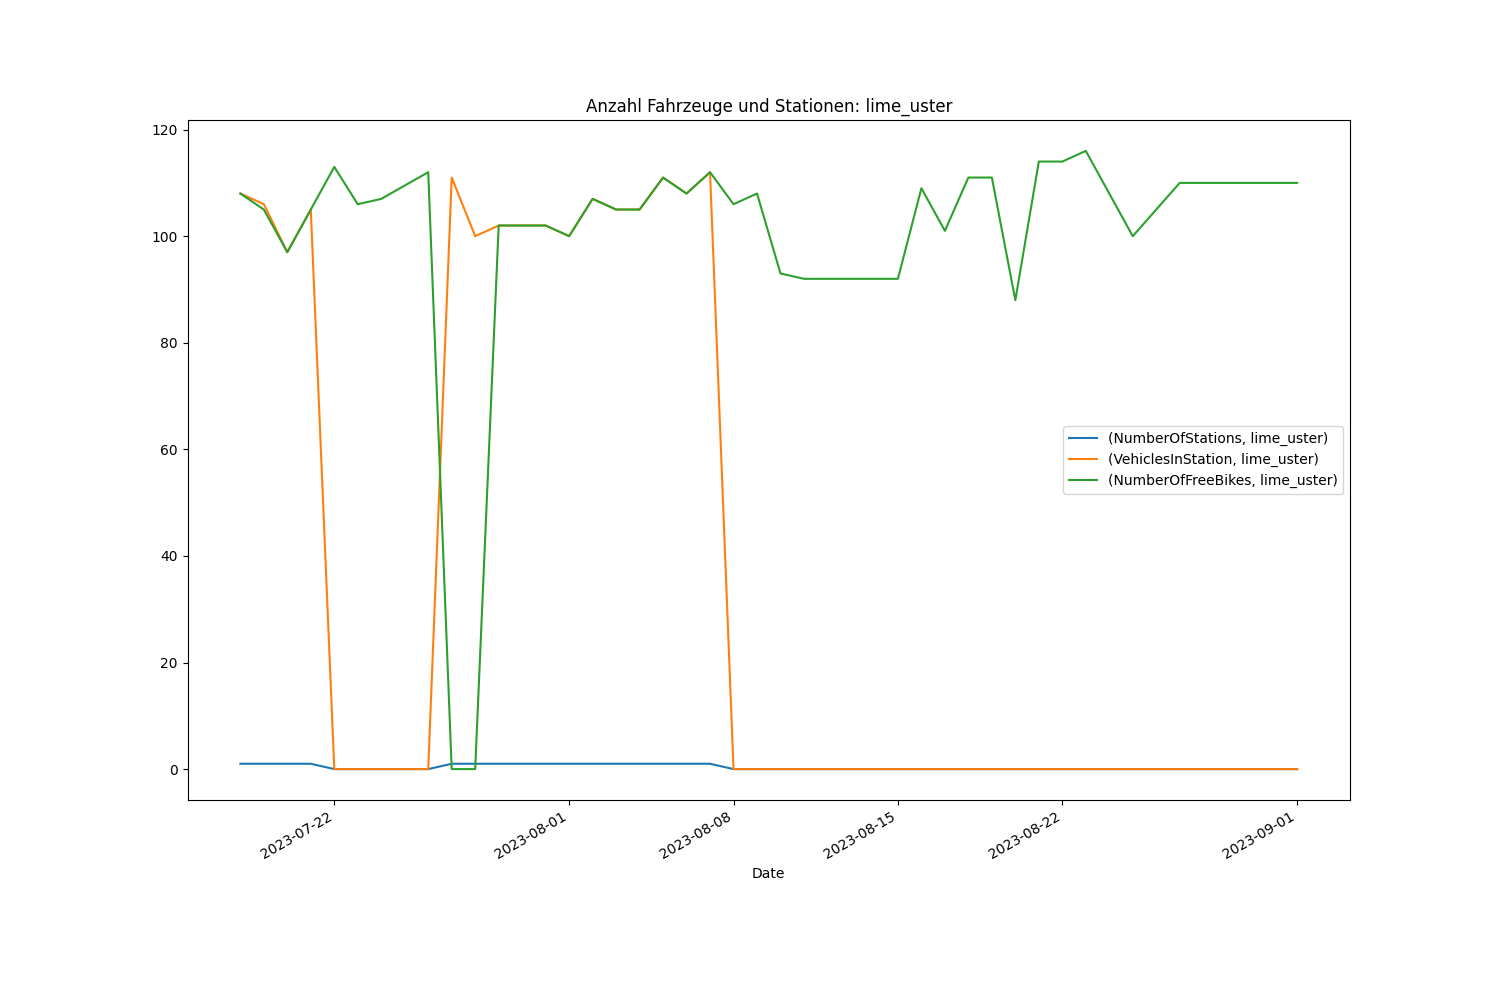 Anzahl Fahrzeuge und Stationen: lime_uster
120
100
80
60
40
20
0
(NumberOfStations, lime_uster)
(VehiclesInStation, lime_uster)
(NumberOfFreeBikes, lime_uster)
2023-07-22
2023-08-01
2023-08-08
2023-08-15
2023-08-22
2023-09-01
Date